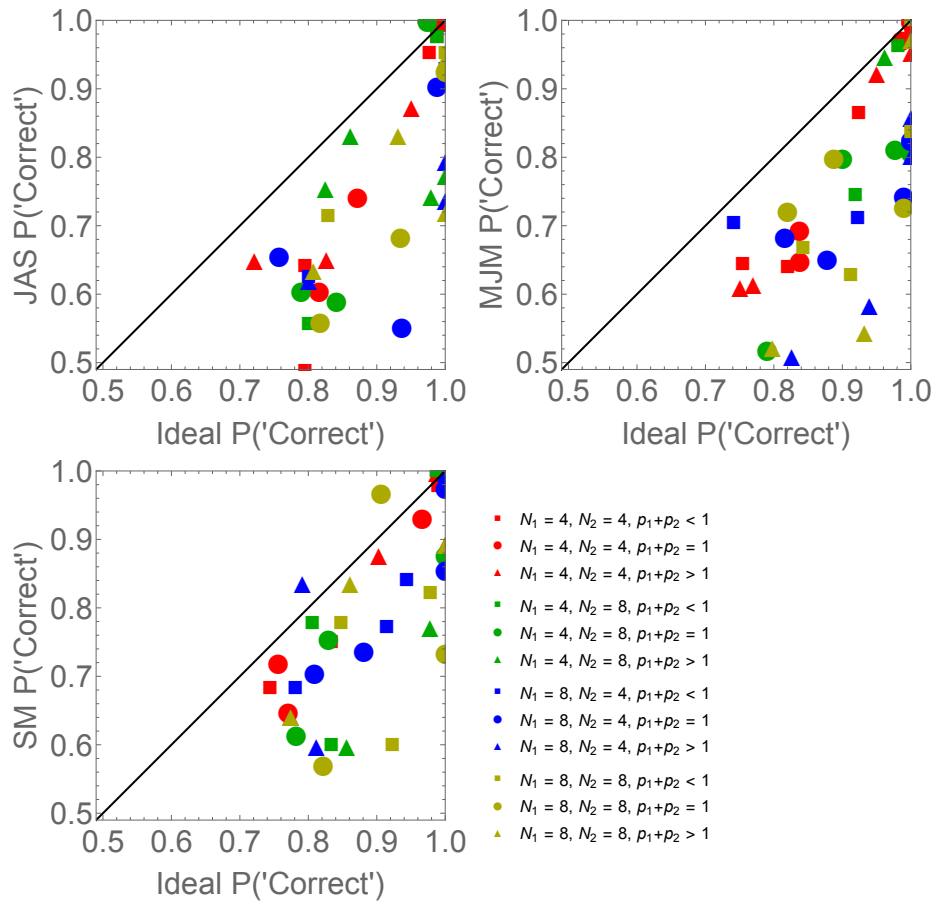 1.0
0.9
0.8
0.7
0.6
0.5
JAS P('Correct')
0.5 0.6 0.7 0.8 0.9 1.0
Ideal P('Correct')
1.0
0.9
0.8
0.7
0.6
0.5
MJM P('Correct')
0.5 0.6 0.7 0.8 0.9 1.0
Ideal P('Correct')
1.0
0.9
0.8
0.7
0.6
0.5
SM P('Correct')
0.5 0.6 0.7 0.8 0.9 1.0
Ideal P('Correct')
N₁ = 4, N₂ = 4, p₁+p₂ < 1
N₁ = 4, N₂ = 4, p₁+p₂ = 1
N₁ = 4, N₂ = 4, p₁+p₂ > 1
N₁ = 4, N₂ = 8, p₁+p₂ < 1
N₁ = 4, N₂ = 8, p₁+p₂ = 1
N₁ = 4, N₂ = 8, p₁+p₂ > 1
N₁ = 8, N₂ = 4, p₁+p₂ < 1
N₁ = 8, N₂ = 4, p₁+p₂ = 1
N₁ = 8, N₂ = 4, p₁+p₂ > 1
N₁ = 8, N₂ = 8, p₁+p₂ < 1
N₁ = 8, N₂ = 8, p₁+p₂ = 1
N₁ = 8, N₂ = 8, p₁+p₂ > 1